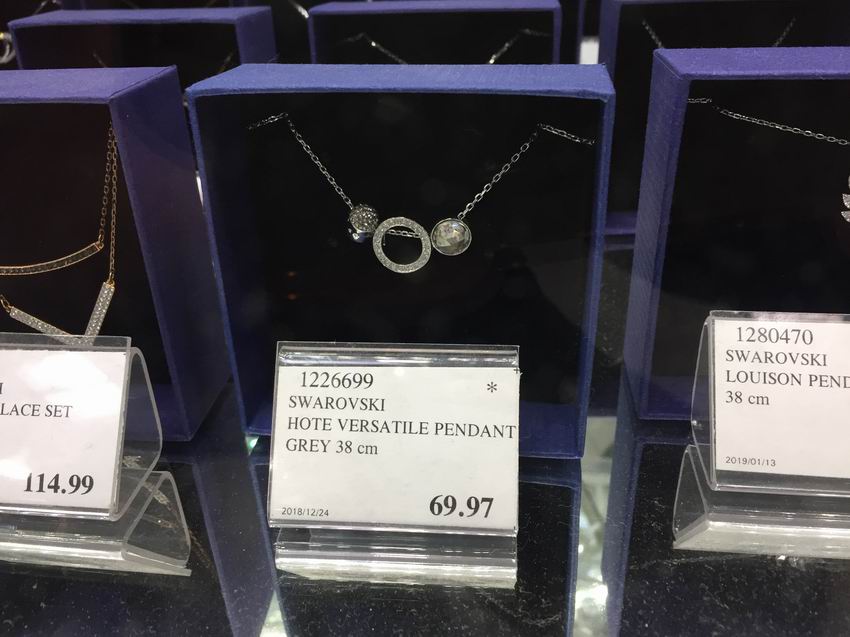 LACE SET
114.99
1226699 *
SWAROVSKI
HOTE VERSATILE PENDANT
GREY 38 cm
2018/12/24 69.97
1280470
SWAROVSKI
LOUISON PEND
38 cm
2019/01/13